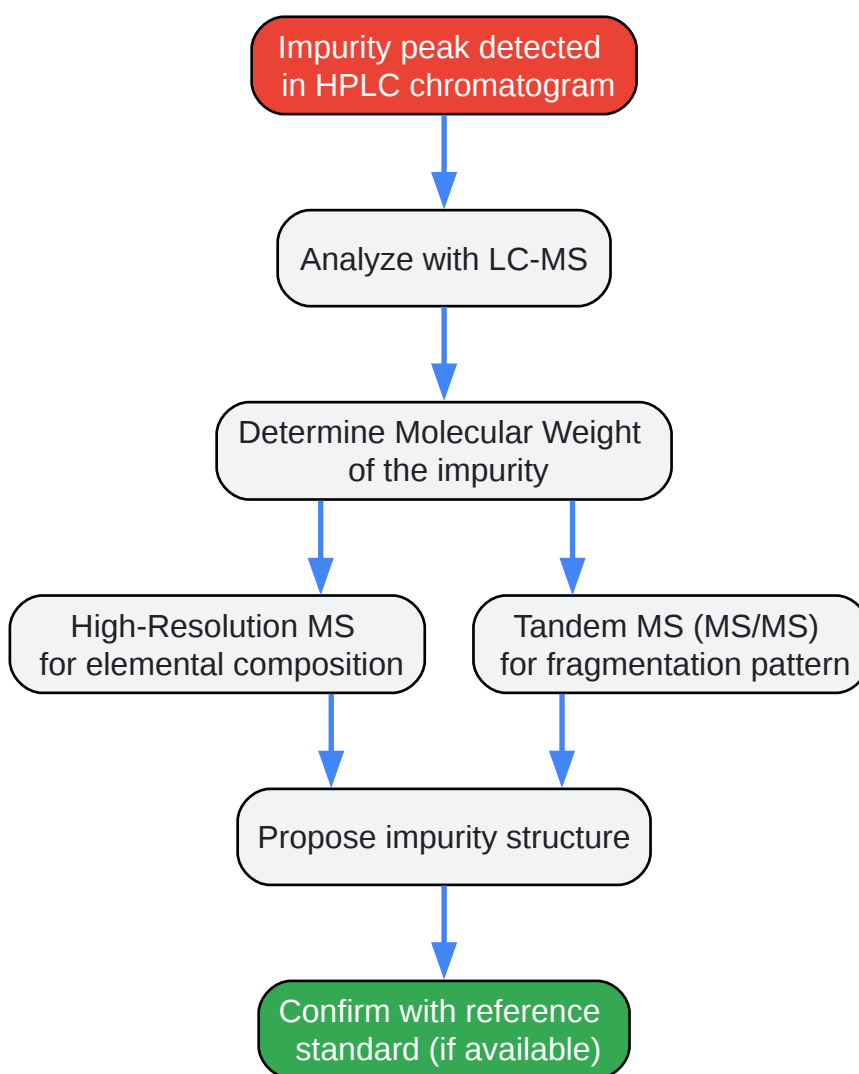 Impurity peak detected
in HPLC chromatogram
Analyze with LC-MS
Determine Molecular Weight
of the impurity
High-Resolution MS
for elemental composition
Tandem MS (MS/MS)
for fragmentation pattern
Propose impurity structure
Confirm with reference
standard (if available)